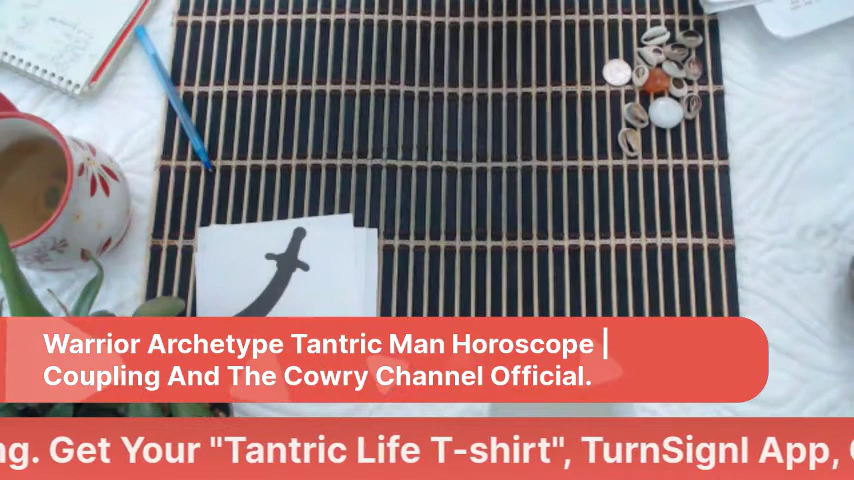 Warrior Archetype Tantric Man Horoscope |
Coupling And The Cowry Channel Official.
ng. Get Your "Tantric Life T-shirt", TurnSignl App,